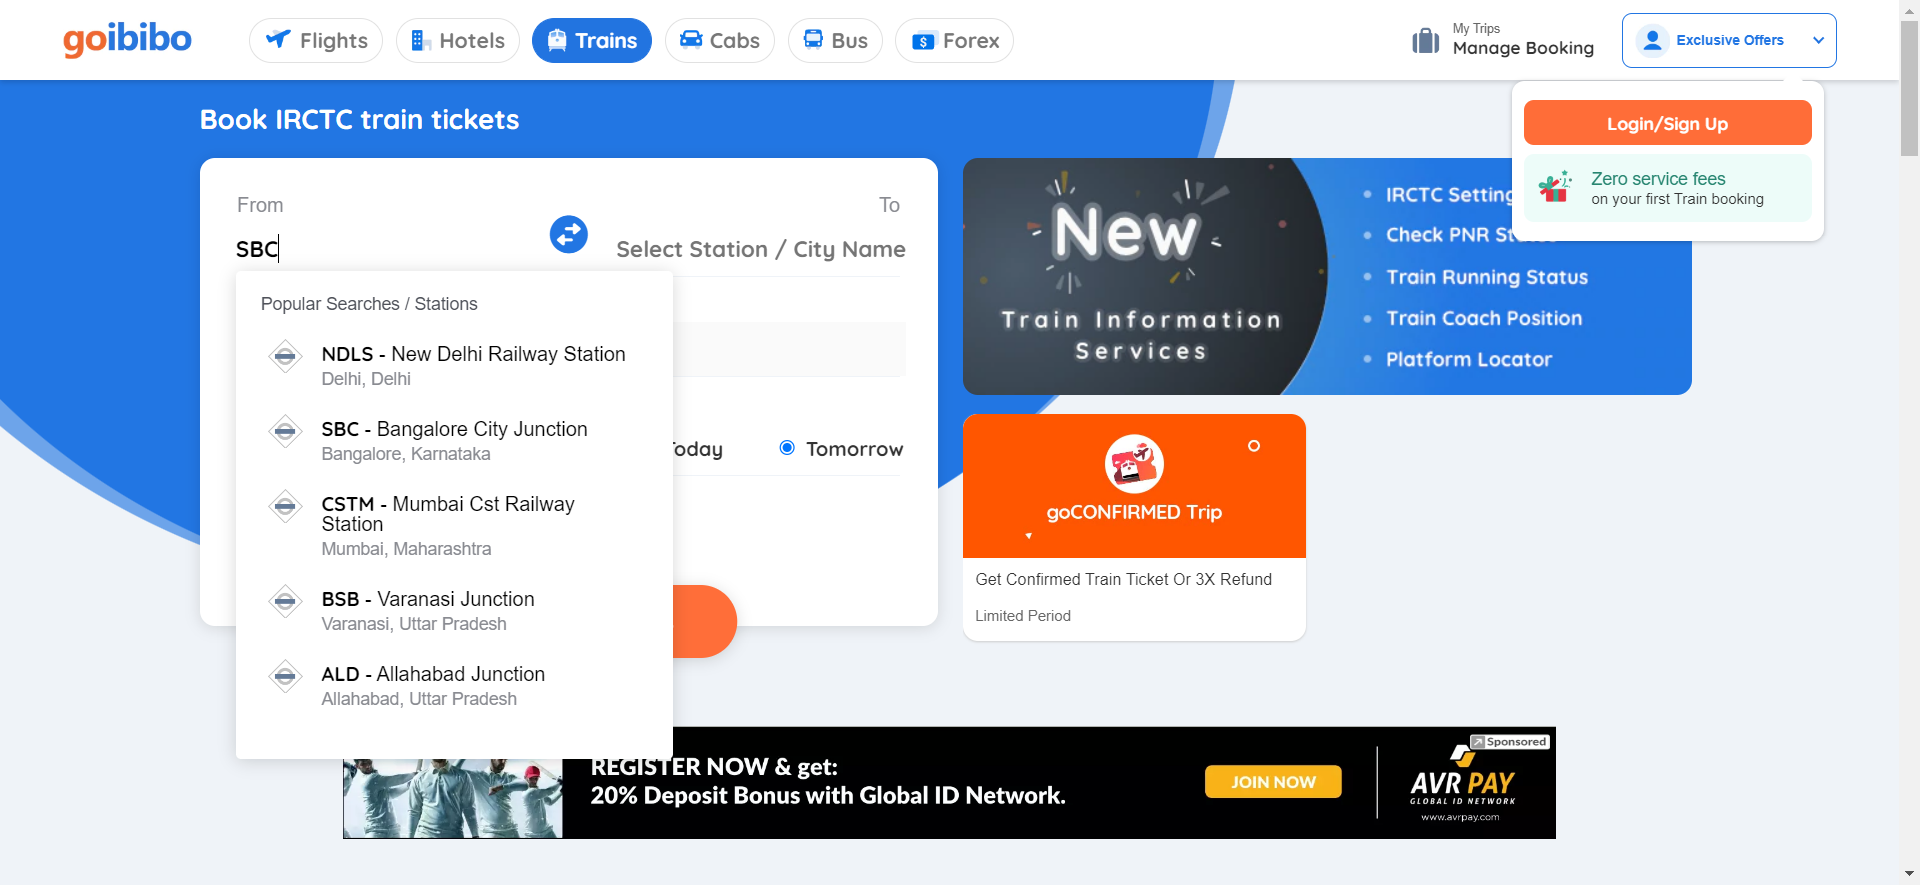 goibibo
Flights
Hotels
Trains
Cabs
Bus
Forex
My Trips
Manage Booking
Exclusive Offers
Login/Sign Up
Zero service fees
on your first Train booking
Book IRCTC train tickets
From
SBC
To
Select Station / City Name
Popular Searches / Stations
NDLS - New Delhi Railway Station
Delhi, Delhi
SBC - Bangalore City Junction
Bangalore, Karnataka
CSTM - Mumbai Cst Railway
Station
Mumbai, Maharashtra
BSB - Varanasi Junction
Varanasi, Uttar Pradesh
ALD - Allahabad Junction
Allahabad, Uttar Pradesh
Today
Tomorrow
New
Train Information
Services
IRCTC Setting
Check PNR Status
Train Running Status
Train Coach Position
Platform Locator
goCONFIRMED Trip
Get Confirmed Train Ticket Or 3X Refund
Limited Period
REGISTER NOW & get:
20% Deposit Bonus with Global ID Network.
JOIN NOW
Sponsored
AVR PAY
GLOBAL ID NETWORK
www.avrpay.com